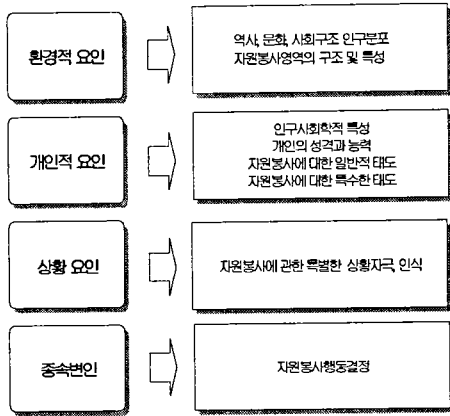 환경적 요인
역사, 문화, 사회구조 인구분포
자원봉사영역의 구조 및 특성
개인적 요인
인구사회학적 특성
개인의 성격과 능력
자원봉사에 대한 일반적 태도
자원봉사에 대한 특수한 태도
상황 요인
자원봉사에 관한 특별한 상황자극, 인식
종속변인
자원봉사행동결정